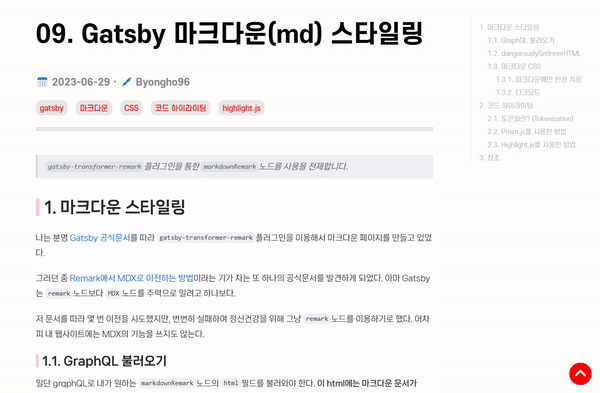 09. Gatsby 마크다운(md) 스타일링
2023-06-29 · Byongho96
gatsby 마크다운 CSS 코드 하이라이팅 highlight.js
gatsby-transformer-remark 플러그인을 통한 markdownRemark 노드를 사용을 전제합니다.
1. 마크다운 스타일링
나는 분명 Gatsby 공식문서를 따라 gatsby-transformer-remark 플러그인을 이용해서 마크다운 페이지를 만들고 있었
다.
그러던 중 Remark에서 MDX로 이전하는 방법이라는 기가 차는 또 하나의 공식문서를 발견하게 되었다. 아마 Gatsby
는 remark 노드보다 MDX 노드를 주력으로 밀려고 하나보다.
저 문서를 따라 몇 번 이전을 시도했지만, 번번히 실패하여 정신건강을 위해 그냥 remark 노드를 이용하기로 했다. 어차
피 내 웹사이트에는 MDX의 기능을 쓰지도 않는다.
1.1. GraphQL 불러오기
일단 graphQL로 내가 원하는 markdownRemark 노드의 html 필드를 불러와야 한다. 이 html에는 마크다운 문서가
1. 마크다운 스타일링
1.1. GraphQL 불러오기
1.2. dangerouslySetInnerHTML
1.3. 마크다운 CSS
1.3.1. 마크다운에만 한정 적용
1.3.2. 다크모드
2. 코드 하이라이팅
2.1. 토큰화란? (Tokenization)
2.2. Prism.js를 사용한 방법
2.3. Highlight.js를 사용한 방법
3. 참조